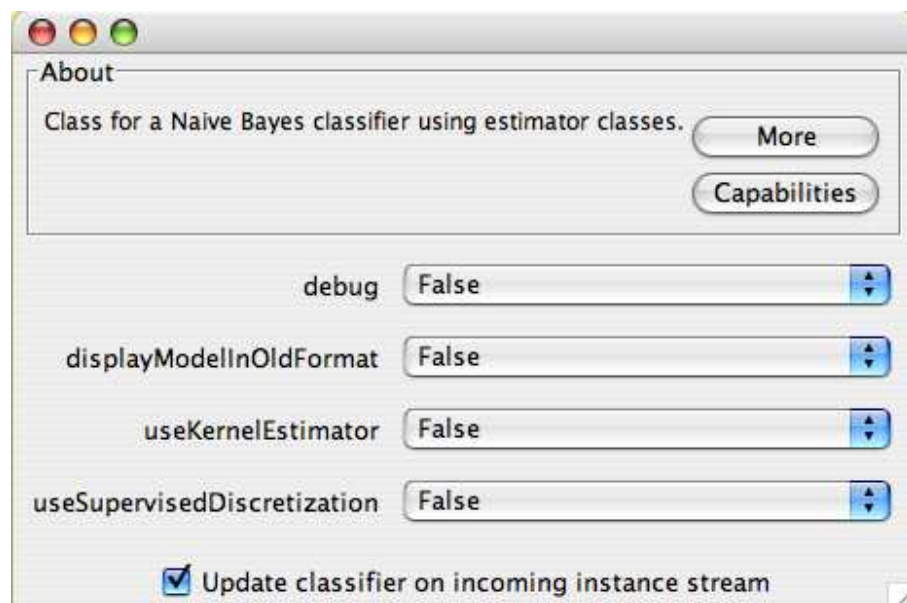 About
Class for a Naive Bayes classifier using estimator classes.
More
Capabilities
debug False
displayModelInOldFormat False
useKernelEstimator False
useSupervisedDiscretization False
Update classifier on incoming instance stream